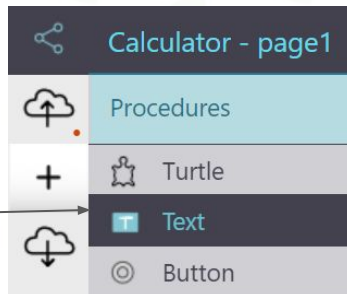 Calculator - page1
Procedures
Turtle
T Text
Button